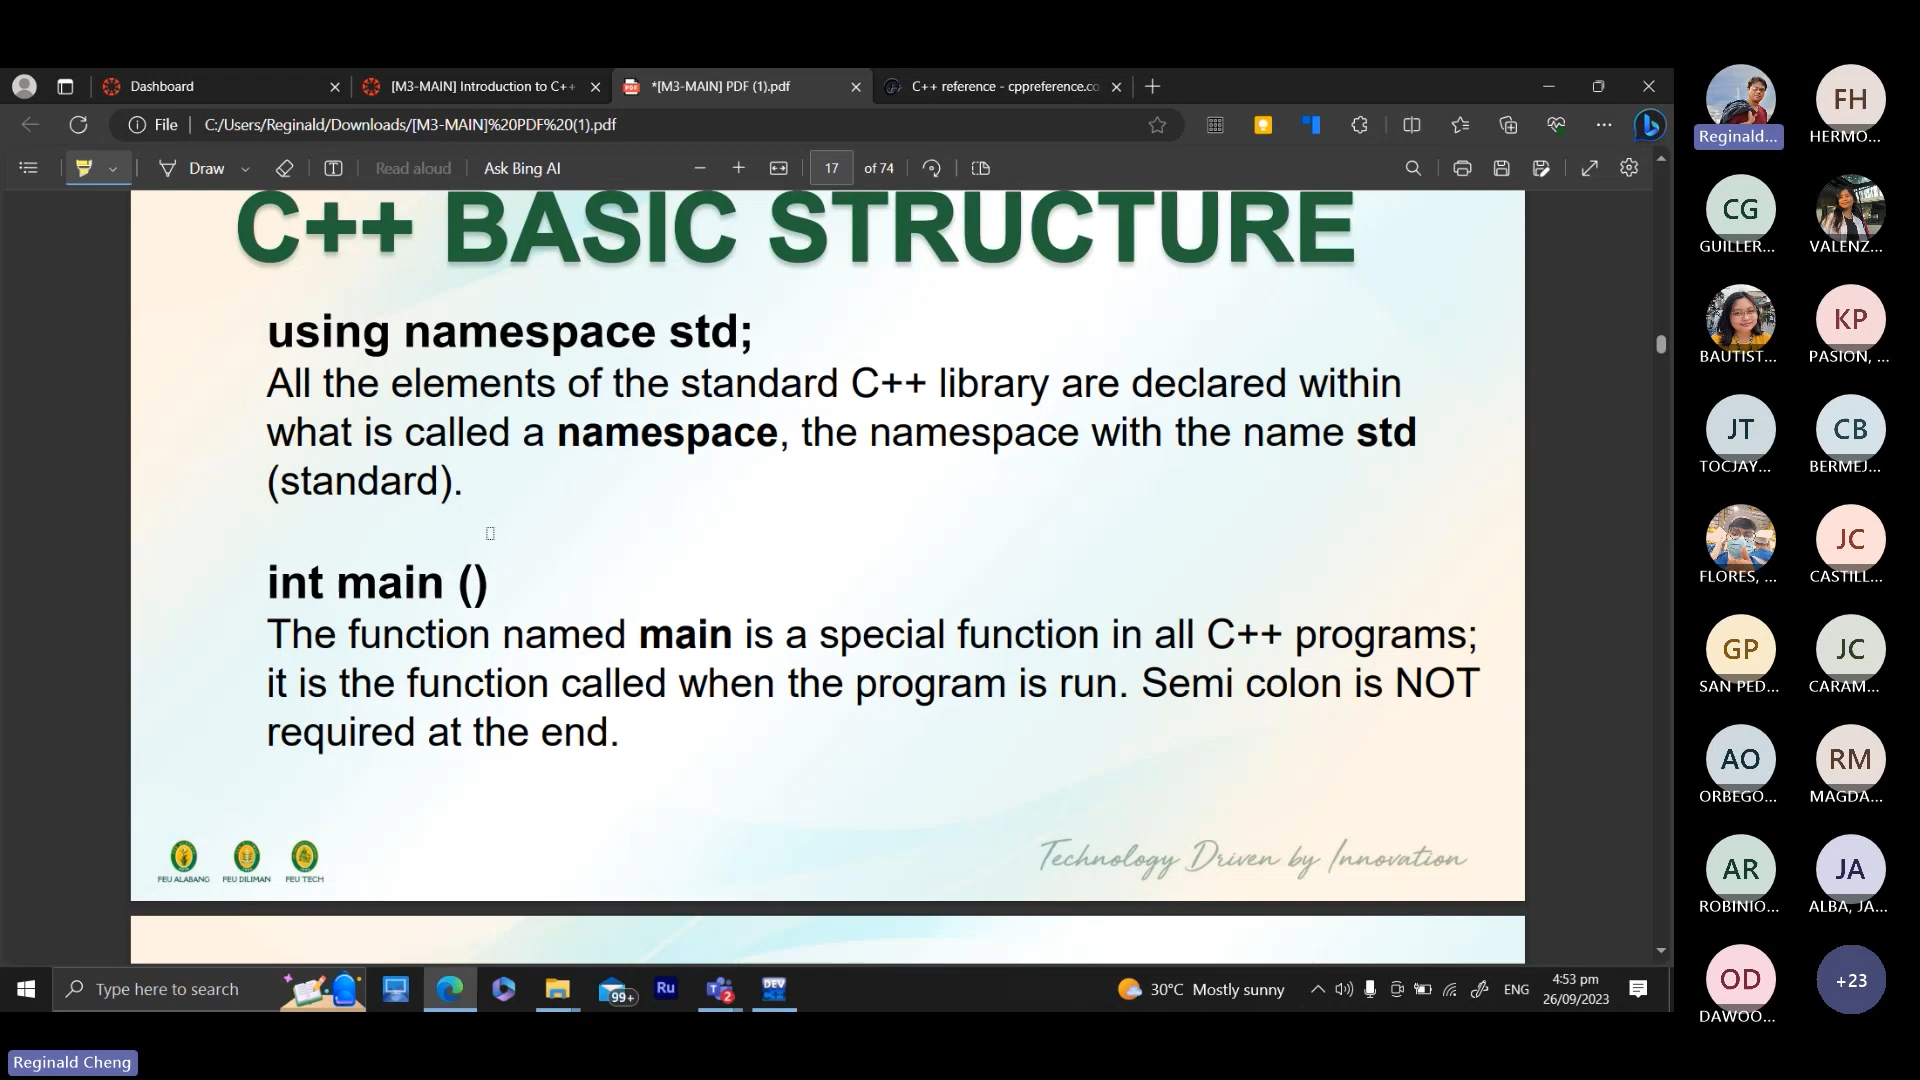 Dashboard
[M3-MAIN] Introduction to C++
*[M3-MAIN] PDF (1).pdf
C++ reference - cppreference.co
File
C:/Users/Reginald/Downloads/[M3-MAIN]%20PDF%20(1).pdf
Draw
Read aloud
Ask Bing AI
17
of 74
C++ BASIC STRUCTURE
using namespace std;
All the elements of the standard C++ library are declared within
what is called a namespace, the namespace with the name std
(standard).
int main ()
The function named main is a special function in all C++ programs;
it is the function called when the program is run. Semi colon is NOT
required at the end.
FEU ALABANG
FEU DILIMAN
FEU TECH
Technology Driven by Innovation
Type here to search
99+
Ru
2
DEV
30°C Mostly sunny
ENG
4:53 pm
26/09/2023
Reginald Cheng
Reginald...
FH
HERMO...
CG
GUILLER...
VALENZ...
BAUTIST...
KP
PASION, ...
JT
TOCJAY...
CB
BERMEJ...
FLORES, ...
JC
CASTILL...
GP
SAN PED...
JC
CARAM...
AO
ORBEGO...
RM
MAGDA...
AR
ROBINIO...
JA
ALBA, JA...
OD
DAWOO...
+23